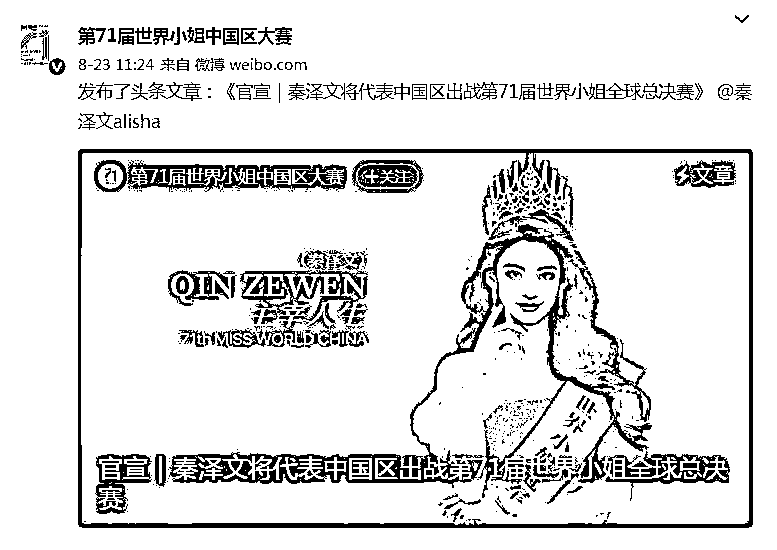 第71届世界小姐中国区大赛
8-23 11:24 来自 微博 weibo.com
发布了头条文章：《官宣｜秦泽文将代表中国区出战第71届世界小姐全球总决赛》 @秦
泽文alisha
第71届世界小姐中国区大赛 +关注
文章
(秦泽文)
QIN ZEWEN
主宰人生
71th MISS WORLD CHINA
世界小
官宣｜秦泽文将代表中国区出战第71届世界小姐全球总决
赛